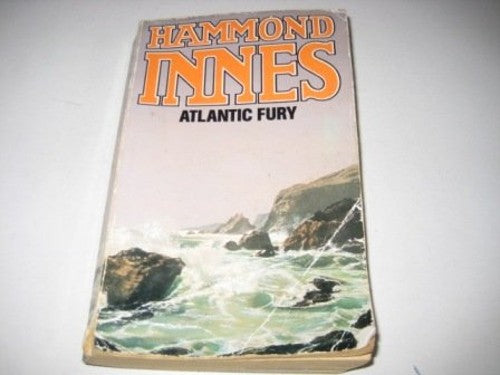 HAMMOND
INNES
ATLANTIC FURY